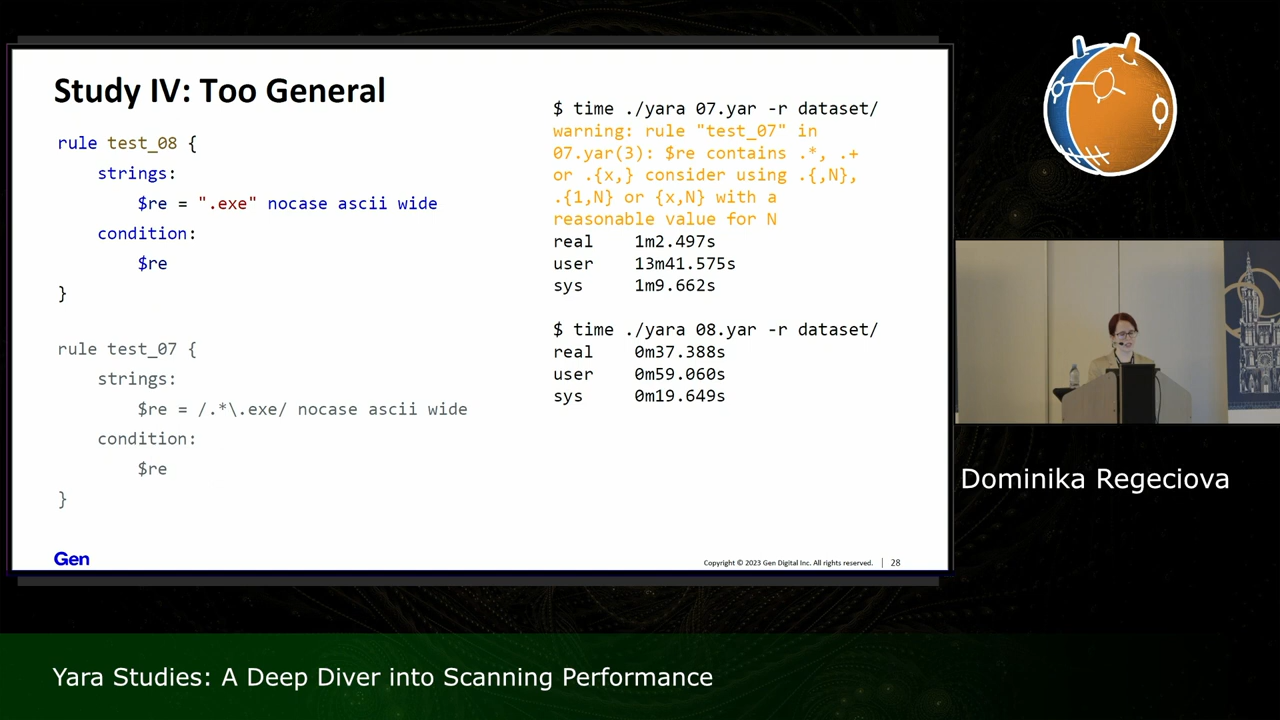 Study IV: Too General
rule test_08 {
strings:
$re = ".exe" nocase ascii wide
condition:
$re
}
rule test_07 {
strings:
$re = /.*\.exe/ nocase ascii wide
condition:
$re
}
$ time ./yara 07.yar -r dataset/
warning: rule "test_07" in
07.yar(3): $re contains .*, .+
or .{x,} consider using .{,N},
.{1,N} or {x,N} with a
reasonable value for N
real 1m2.497s
user 13m41.575s
sys 1m9.662s
$ time ./yara 08.yar -r dataset/
real 0m37.388s
user 0m59.060s
sys 0m19.649s
Gen
Copyright © 2023 Gen Digital Inc. All rights reserved. | 28
Dominika Regeciova
Yara Studies: A Deep Diver into Scanning Performance